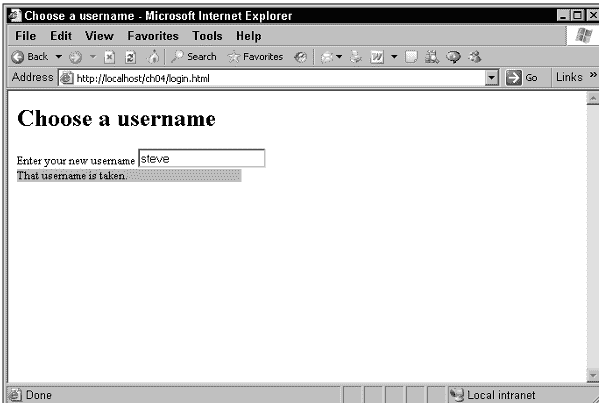 Choose a username - Microsoft Internet Explorer
File Edit View Favorites Tools Help
Back Search Favorites
Address http://localhost/ch04/login.html Go Links »
Choose a username
Enter your new username steve
That username is taken.
Done Local intranet